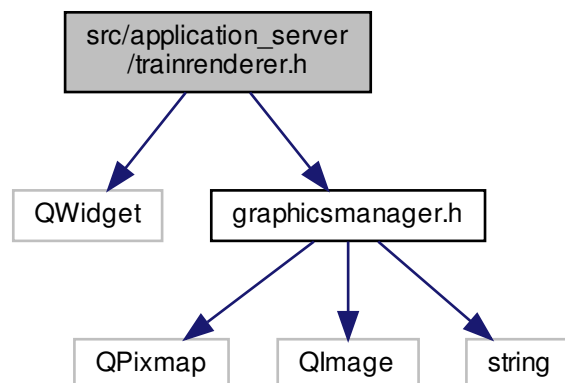 src/application_server
/trainrenderer.h
QWidget
graphicsmanager.h
QPixmap
QImage
string